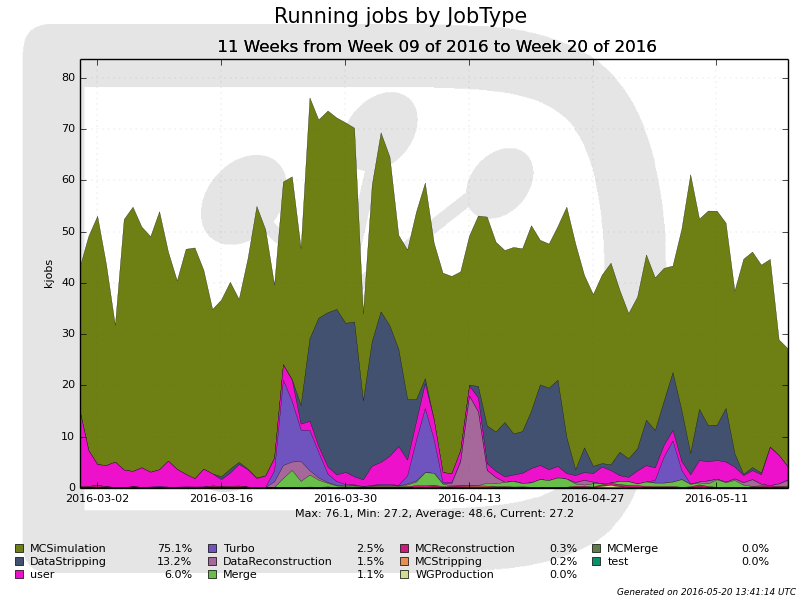 Running jobs by JobType
11 Weeks from Week 09 of 2016 to Week 20 of 2016
80
70
60
50
40
30
20
10
0
kjobs
2016-03-02 2016-03-16 2016-03-30 2016-04-13 2016-04-27 2016-05-11
Max: 76.1, Min: 27.2, Average: 48.6, Current: 27.2
MCSimulation 75.1% Turbo 2.5% MCReconstruction 0.3% MCMerge 0.0%
DataStripping 13.2% DataReconstruction 1.5% MCStripping 0.2% test 0.0%
user 6.0% Merge 1.1% WGProduction 0.0%
Generated on 2016-05-20 13:41:14 UTC